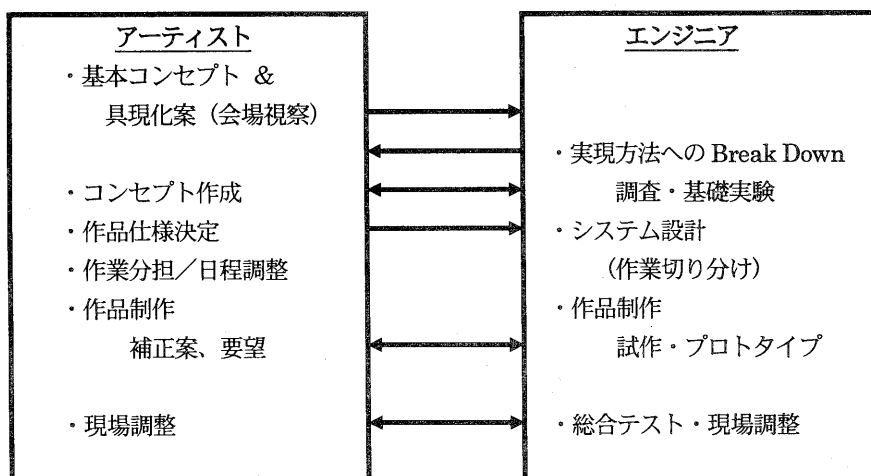 アーティスト
・基本コンセプト &
具現化案(会場視察)
・コンセプト作成
・作品仕様決定
・作業分担／日程調整
・作品制作
補正案、要望
・現場調整
エンジニア
・実現方法への Break Down
調査・基礎実験
・システム設計
(作業切り分け)
・作品制作
試作・プロトタイプ
・総合テスト・現場調整